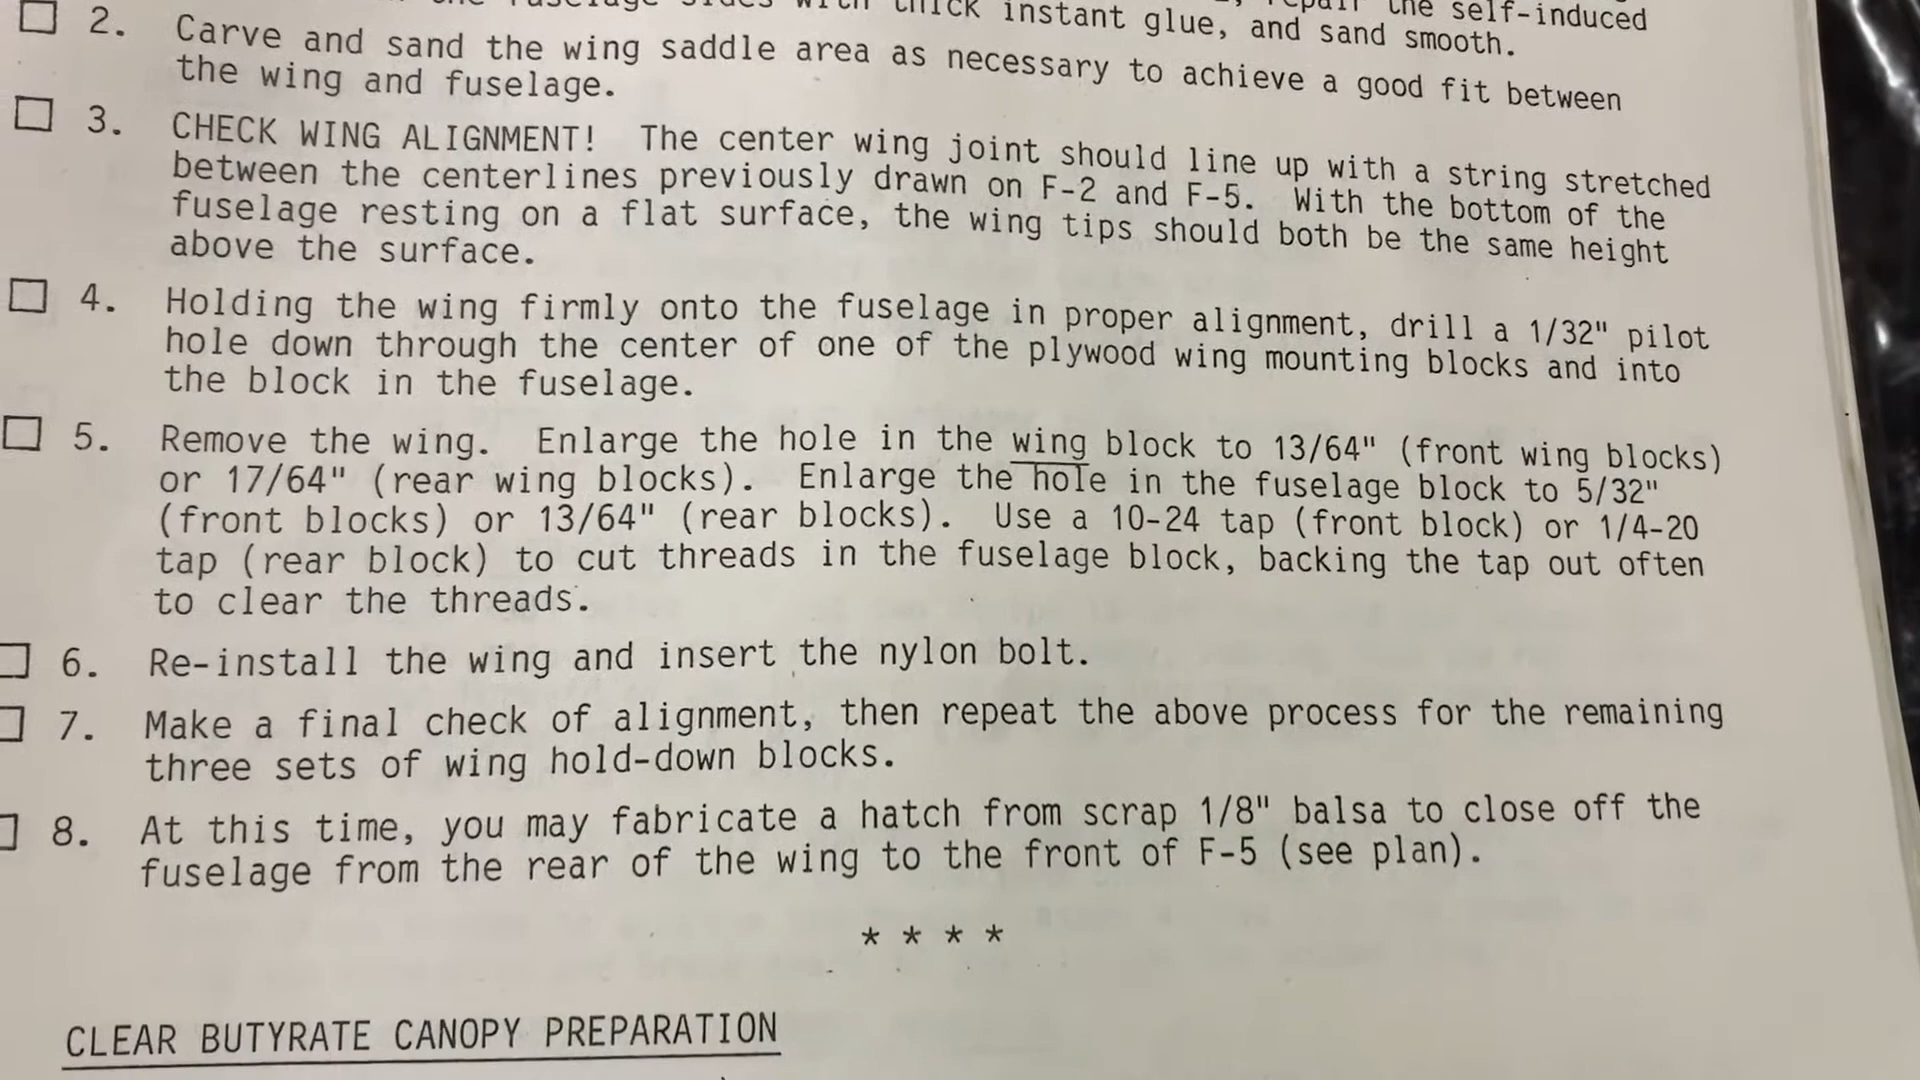 the fuselage sides with thick instant glue, and sand smooth.
repair the self-induced
2. Carve and sand the wing saddle area as necessary to achieve a good fit between
the wing and fuselage.
3. CHECK WING ALIGNMENT! The center wing joint should line up with a string stretched
between the centerlines previously drawn on F-2 and F-5. With the bottom of the
fuselage resting on a flat surface, the wing tips should both be the same height
above the surface.
4. Holding the wing firmly onto the fuselage in proper alignment, drill a 1/32" pilot
hole down through the center of one of the plywood wing mounting blocks and into
the block in the fuselage.
5. Remove the wing. Enlarge the hole in the wing block to 13/64" (front wing blocks)
or 17/64" (rear wing blocks). Enlarge the hole in the fuselage block to 5/32"
(front blocks) or 13/64" (rear blocks). Use a 10-24 tap (front block) or 1/4-20
tap (rear block) to cut threads in the fuselage block, backing the tap out often
to clear the threads.
6. Re-install the wing and insert the nylon bolt.
7. Make a final check of alignment, then repeat the above process for the remaining
three sets of wing hold-down blocks.
8. At this time, you may fabricate a hatch from scrap 1/8" balsa to close off the
fuselage from the rear of the wing to the front of F-5 (see plan).
* * * *
CLEAR BUTYRATE CANOPY PREPARATION